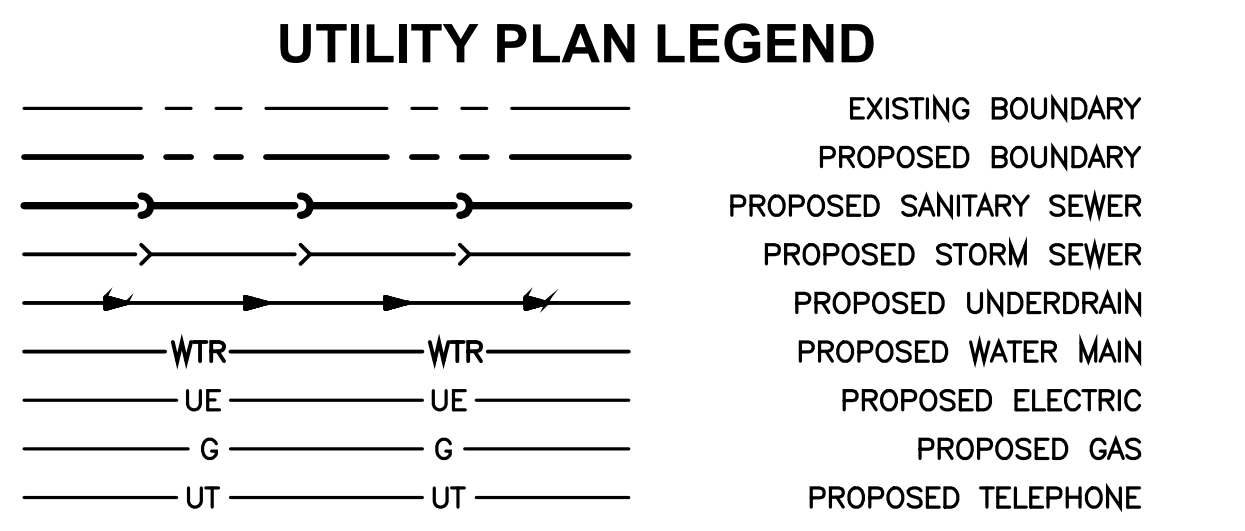 UTILITY PLAN LEGEND
EXISTING BOUNDARY
PROPOSED BOUNDARY
PROPOSED SANITARY SEWER
PROPOSED STORM SEWER
PROPOSED UNDERDRAIN
WTR WTR PROPOSED WATER MAIN
UE UE PROPOSED ELECTRIC
G G PROPOSED GAS
UT UT PROPOSED TELEPHONE